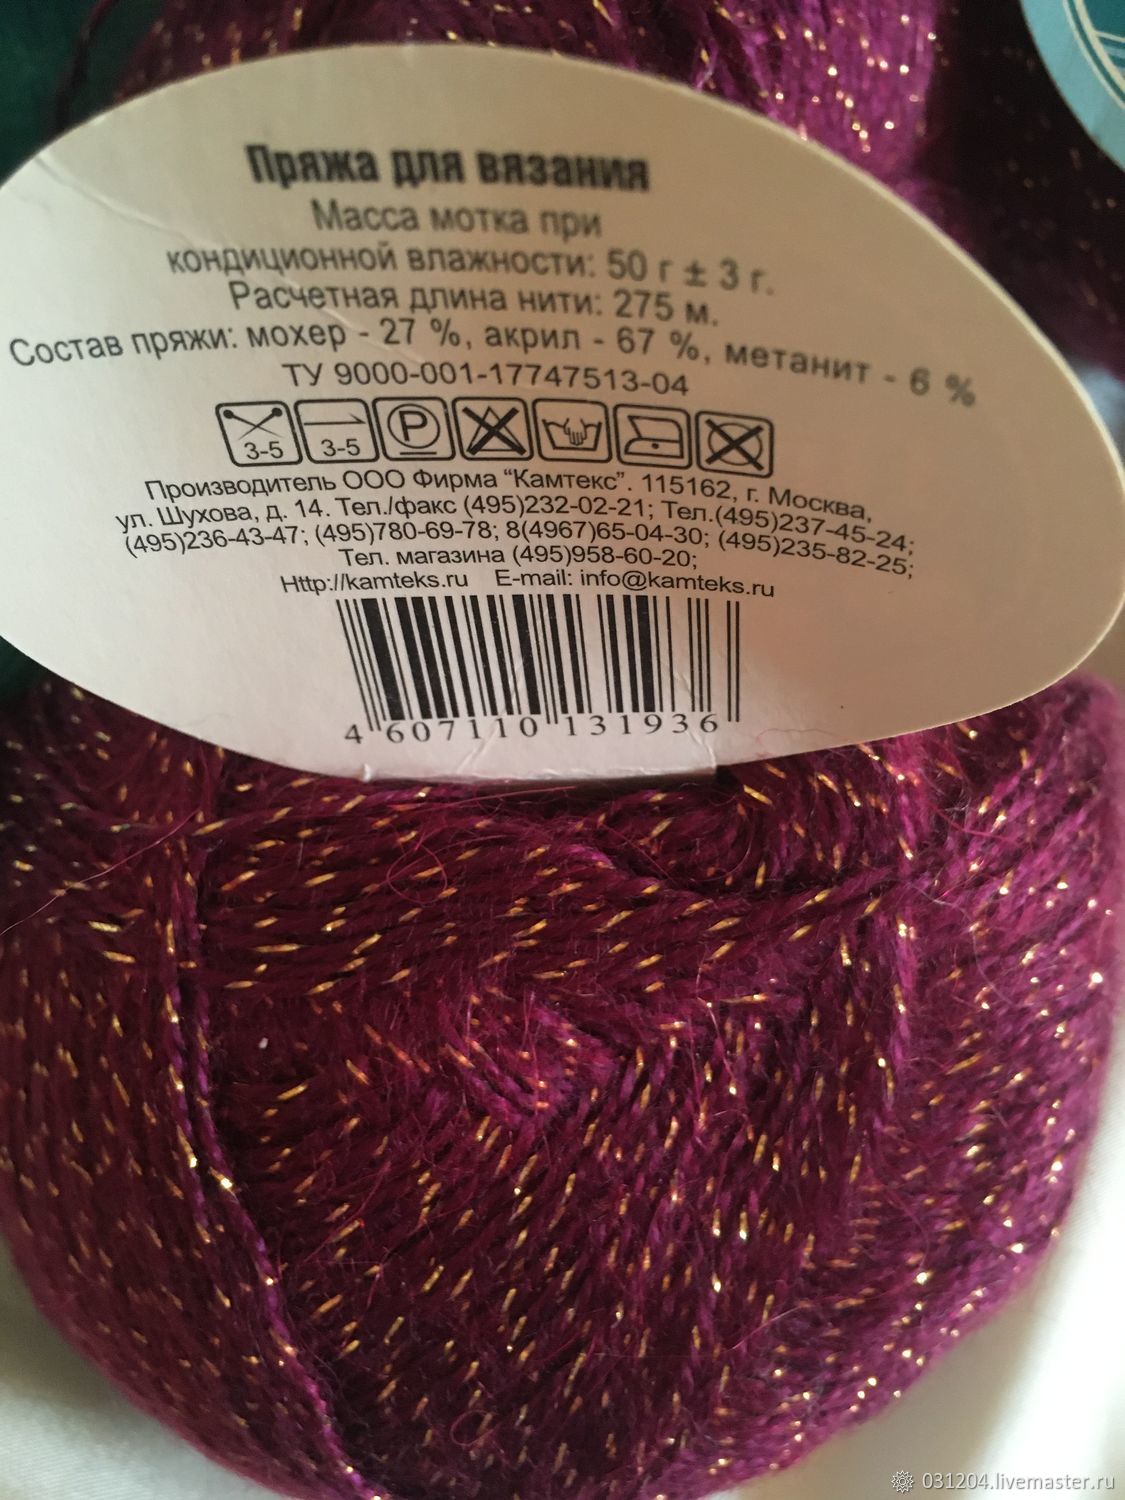 Пряжа для вязания
Масса мотка при
кондиционной влажности: 50 г ± 3 г.
Расчетная длина нити: 275 м.
Состав пряжи: мохер - 27 %, акрил - 67 %, метанит - 6 %
ТУ 9000-001-17747513-04
3-5 3-5 P
Производитель ООО Фирма “Камтекс”. 115162, г. Москва,
ул. Шухова, д. 14. Тел./факс (495)232-02-21; Тел.(495)237-45-24;
(495)236-43-47; (495)780-69-78; 8(4967)65-04-30; (495)235-82-25;
Тел. магазина (495)958-60-20;
Http://kamteks.ru E-mail: info@kamteks.ru
4 607110 131936
031204.livemaster.ru